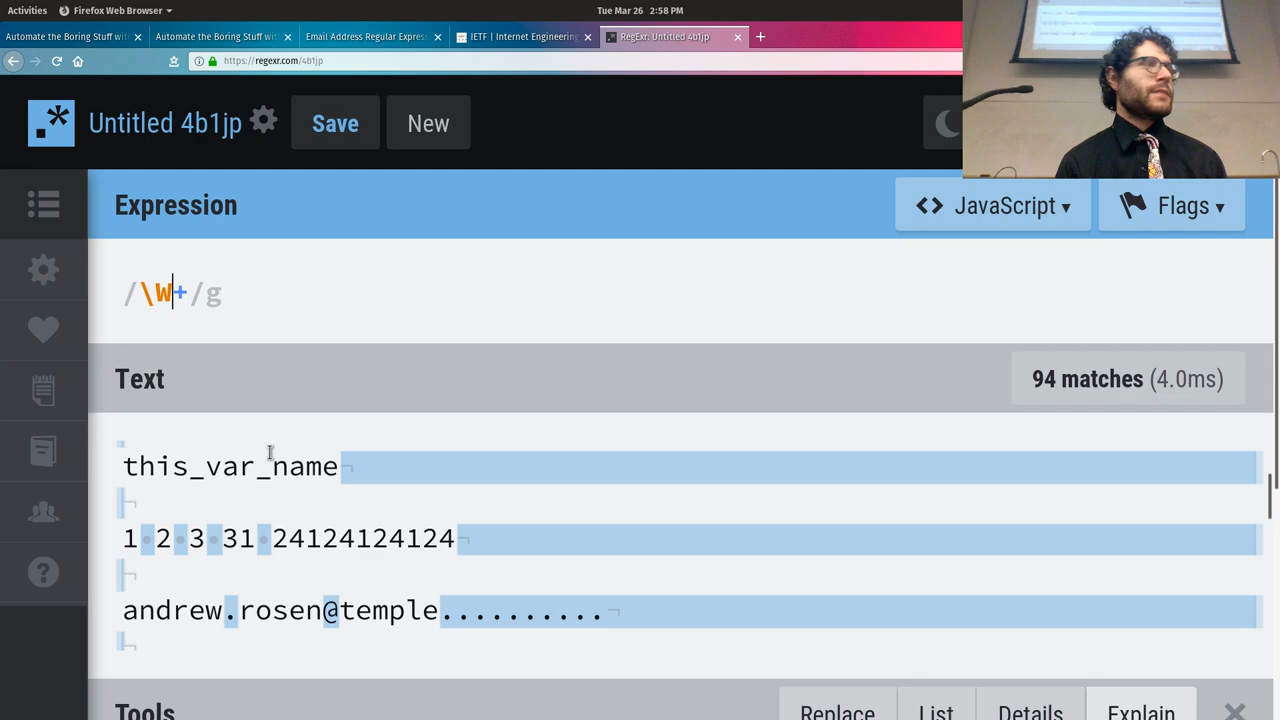 Activities
Firefox Web Browser ▾
Tue Mar 26 2:58 PM
Automate the Boring Stuff wit
Automate the Boring Stuff with
Email Address Regular Express
IETF | Internet Engineering
RegExr: Untitled 4b1jp
https://regexr.com/4b1jp
.*
Untitled 4b1jp
Save
New
Expression
<> JavaScript ▾
Flags ▾
/\W+/g
Text
94 matches (4.0ms)
this_var_name
1 2 3 31 24124124124
andrew.rosen@temple..........
Tools
Replace
List
Details
Explain